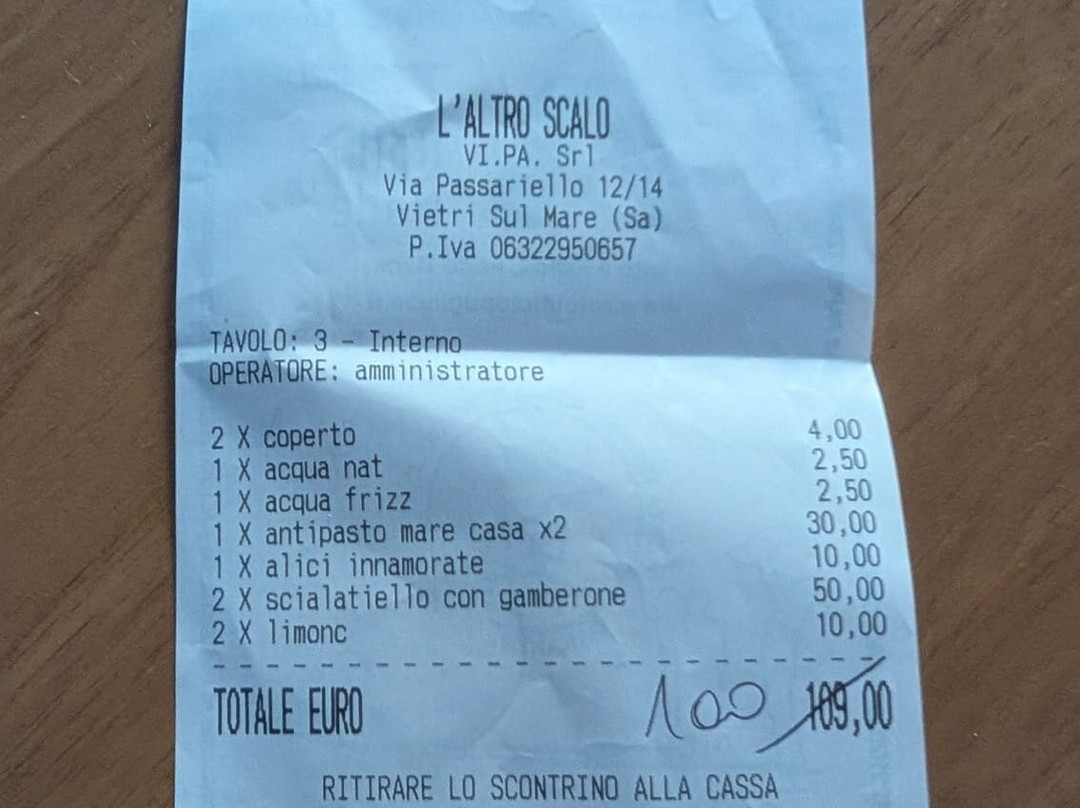 L'ALTRO SCALO
VI.PA. Srl
Via Passariello 12/14
Vietri Sul Mare (Sa)
P.Iva 06322950657
TAVOLO: 3 - Interno
OPERATORE: amministratore
2 X coperto 4,00
1 X acqua nat 2,50
1 X acqua frizz 2,50
1 X antipasto mare casa x2 30,00
1 X alici innamorate 10,00
2 X scialatiello con gamberone 50,00
2 X limonc 10,00
TOTALE EURO 100 109,00
RITIRARE LO SCONTRINO ALLA CASSA